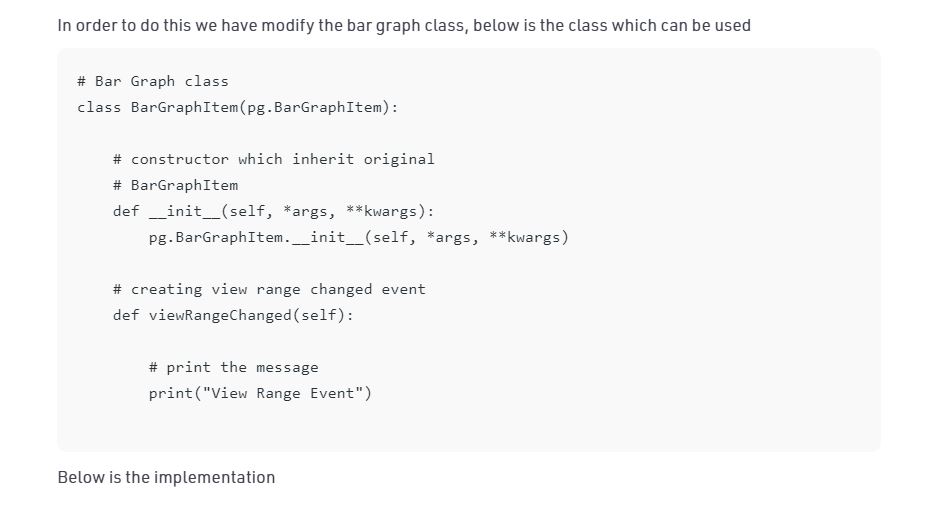 In order to do this we have modify the bar graph class, below is the class which can be used
# Bar Graph class
class BarGraphItem(pg.BarGraphItem):
# constructor which inherit original
# BarGraphItem
def __init__(self, *args, **kwargs):
pg.BarGraphItem.__init__(self, *args, **kwargs)
# creating view range changed event
def viewRangeChanged(self):
# print the message
print("View Range Event")
Below is the implementation